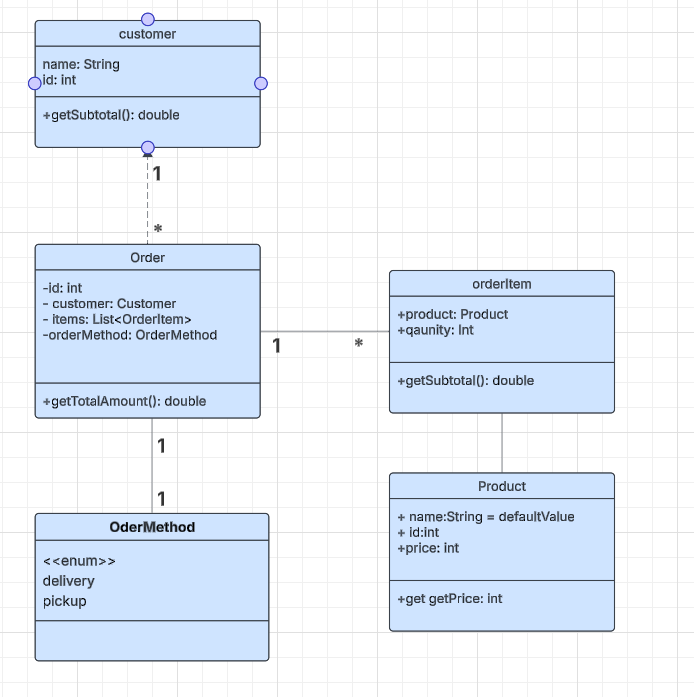 customer
name: String
id: int
+getSubtotal(): double
1
*
Order
-id: int
- customer: Customer
- items: List<OrderItem>
-orderMethod: OrderMethod
+getTotalAmount(): double
1
*
orderItem
+product: Product
+qaunity: Int
+getSubtotal(): double
1
1
OderMethod
<<enum>>
delivery
pickup
Product
+ name:String = defaultValue
+ id:int
+price: int
+get getPrice: int